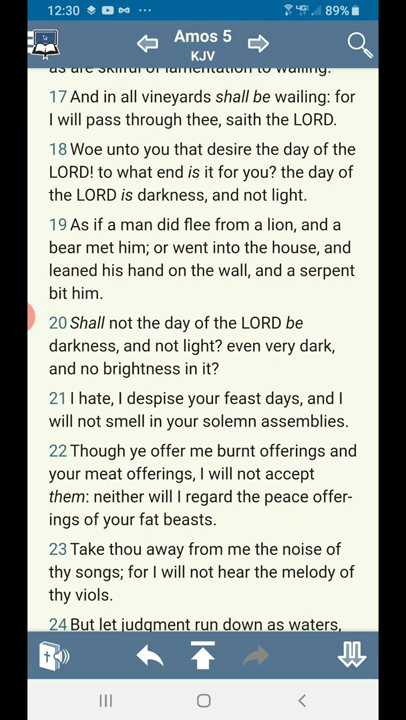 12:30
89%
Amos 5
KJV
as are skilful of lamentation to wailing.
17 And in all vineyards shall be wailing: for
I will pass through thee, saith the LORD.
18 Woe unto you that desire the day of the
LORD! to what end is it for you? the day of
the LORD is darkness, and not light.
19 As if a man did flee from a lion, and a
bear met him; or went into the house, and
leaned his hand on the wall, and a serpent
bit him.
20 Shall not the day of the LORD be
darkness, and not light? even very dark,
and no brightness in it?
21 I hate, I despise your feast days, and I
will not smell in your solemn assemblies.
22 Though ye offer me burnt offerings and
your meat offerings, I will not accept
them: neither will I regard the peace offer-
ings of your fat beasts.
23 Take thou away from me the noise of
thy songs; for I will not hear the melody of
thy viols.
24 But let judgment run down as waters,